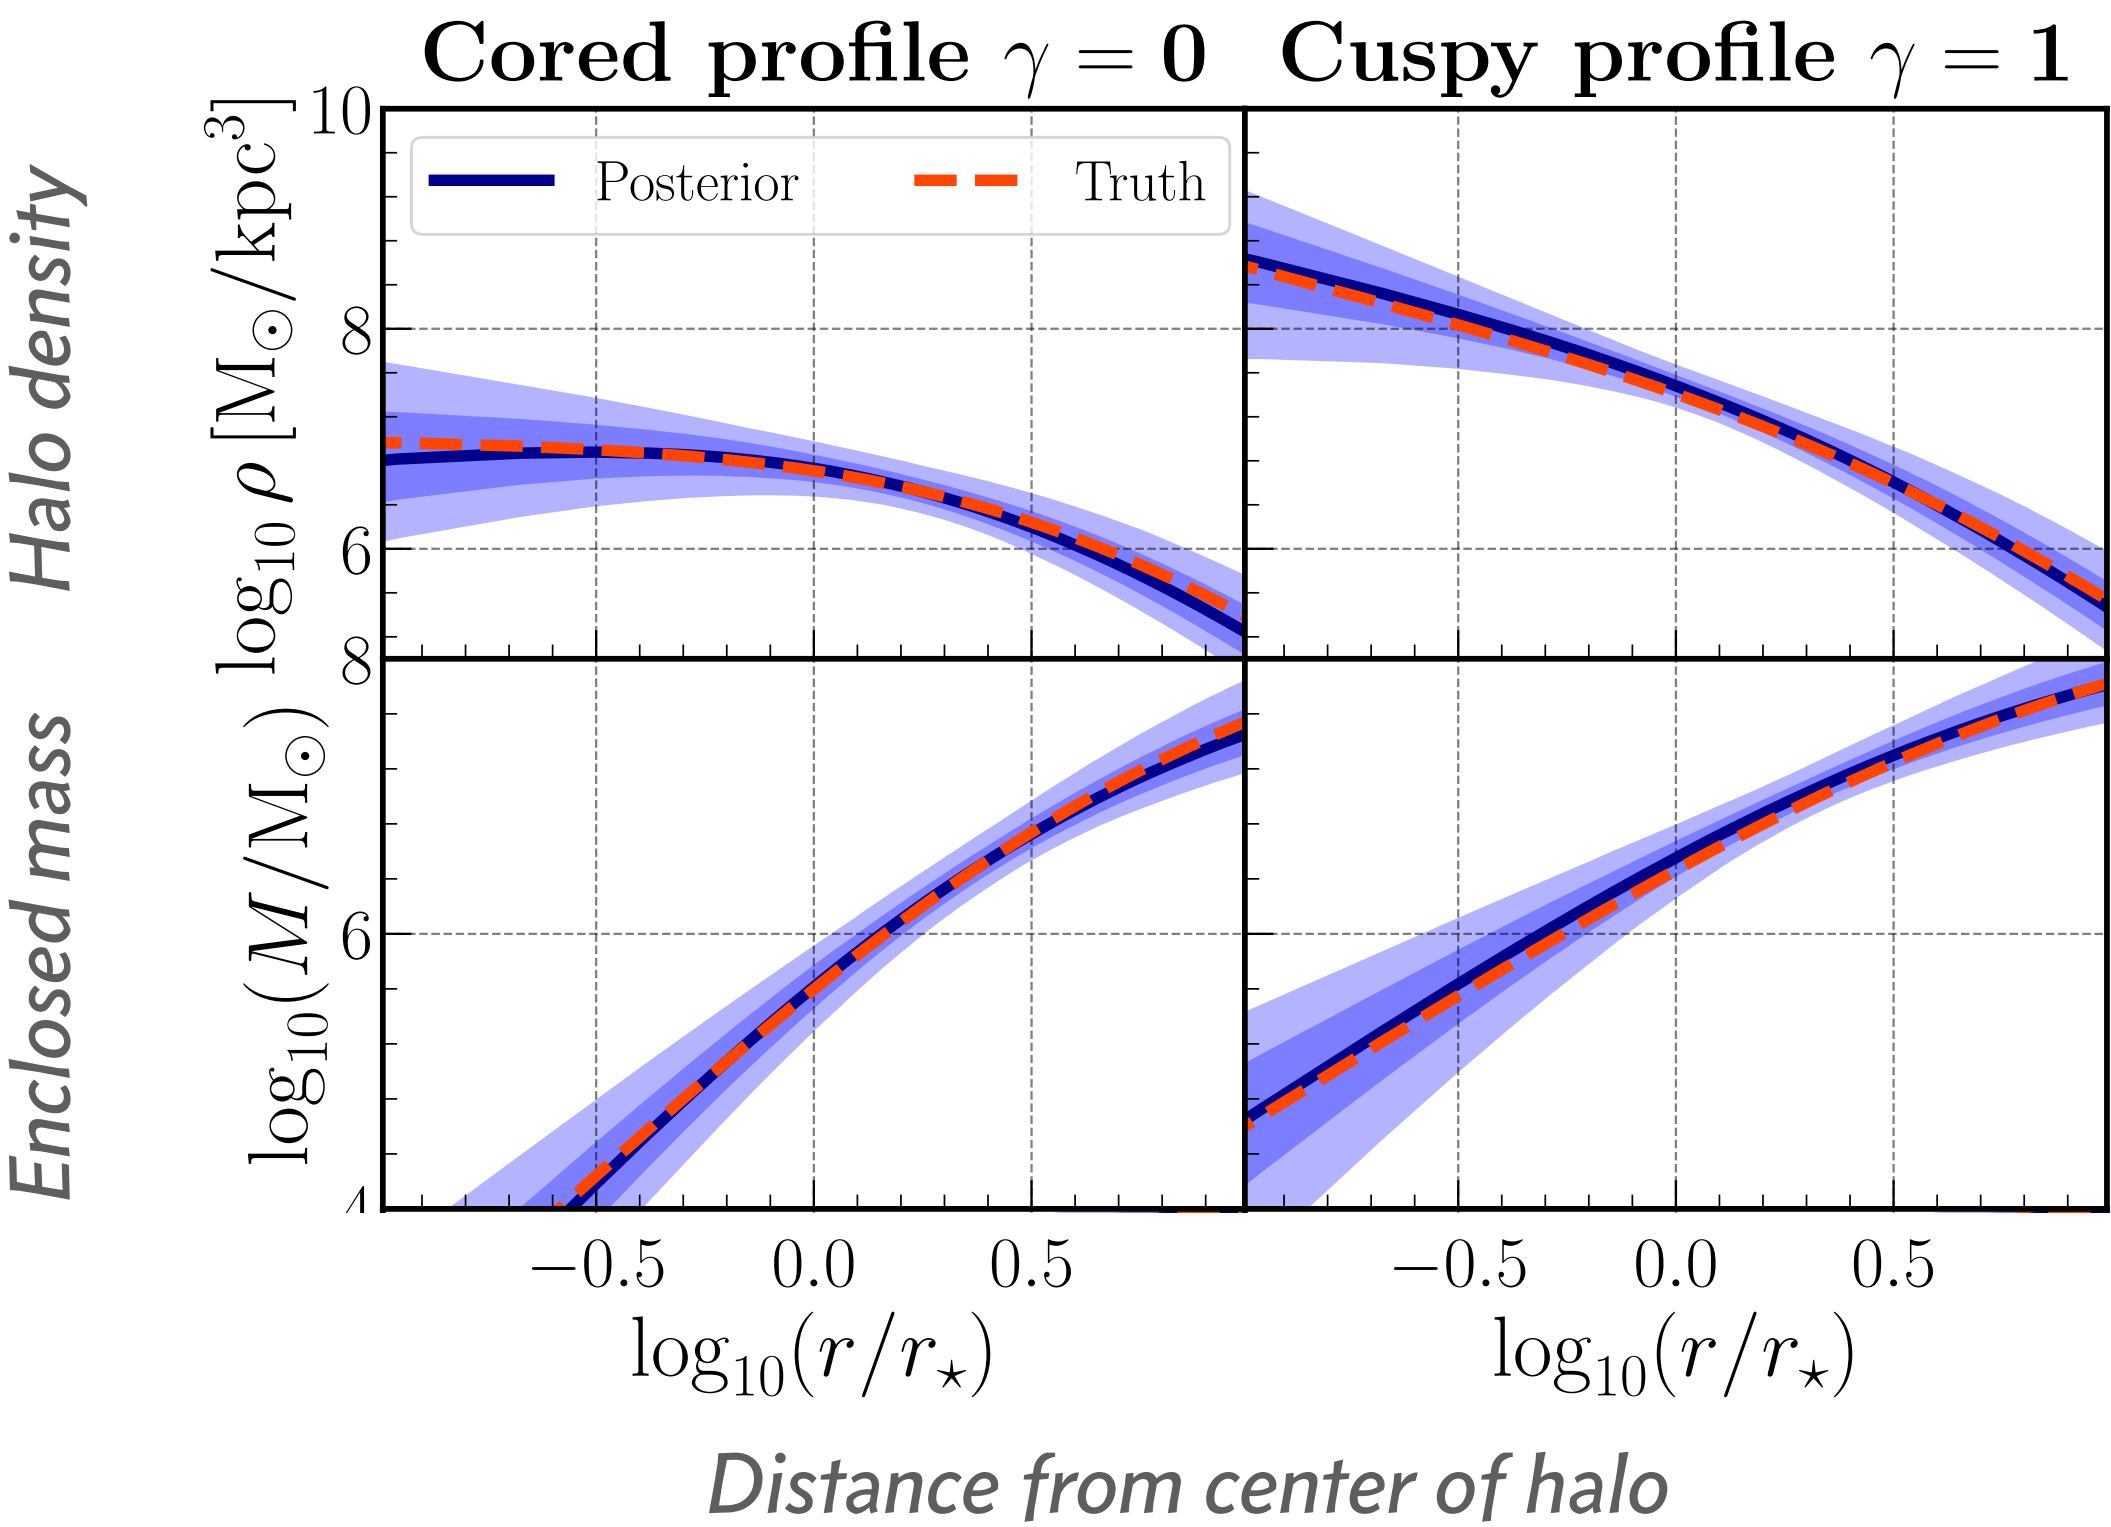 Cored profile γ = 0
Cuspy profile γ = 1
Halo density
log₁₀ ρ [M⊙/kpc³]
10
8
6
Posterior
Truth
Enclosed mass
log₁₀(M/M⊙)
8
6
4
−0.5 0.0 0.5
−0.5 0.0 0.5
log₁₀(r/r⋆)
log₁₀(r/r⋆)
Distance from center of halo